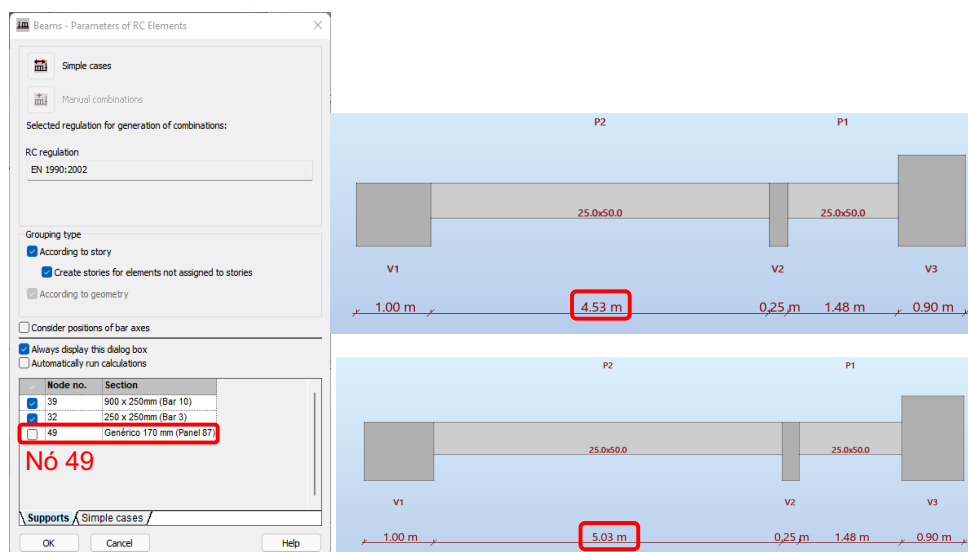 Beams - Parameters of RC Elements
Simple cases
Manual combinations
Selected regulation for generation of combinations:
RC regulation
EN 1990:2002
Grouping type
According to story
Create stories for elements not assigned to stories
According to geometry
Consider positions of bar axes
Always display this dialog box
Automatically run calculations
Node no. Section
39 900 x 250mm (Bar 10)
32 250 x 250mm (Bar 3)
49 Genérico 170 mm (Panel 87)
Nó 49
Supports Simple cases
OK Cancel Help
P2 P1
25.0x50.0 25.0x50.0
V1 V2 V3
1.00 m 4.53 m 0,25 m 1.48 m 0.90 m
P2 P1
25.0x50.0 25.0x50.0
V1 V2 V3
1.00 m 5.03 m 0,25 m 1.48 m 0.90 m